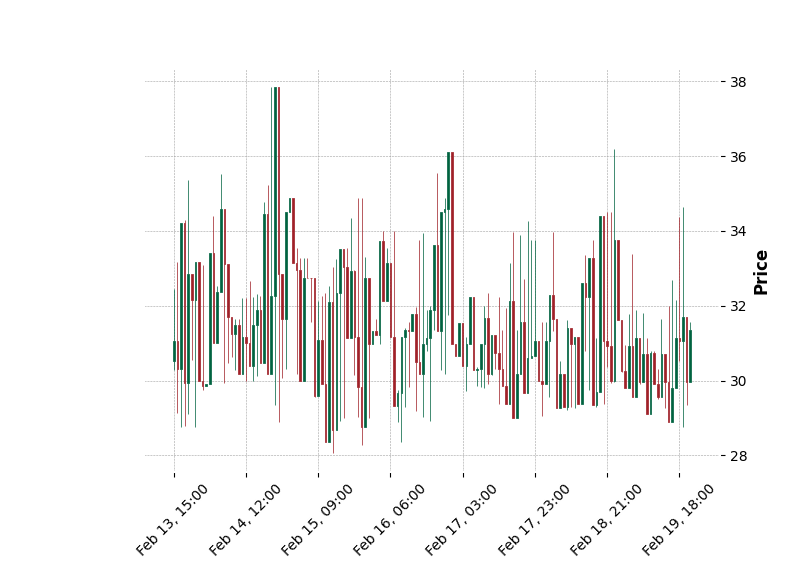 38
36
34
32
30
28
Price
Feb 13, 15:00
Feb 14, 12:00
Feb 15, 09:00
Feb 16, 06:00
Feb 17, 03:00
Feb 17, 23:00
Feb 18, 21:00
Feb 19, 18:00